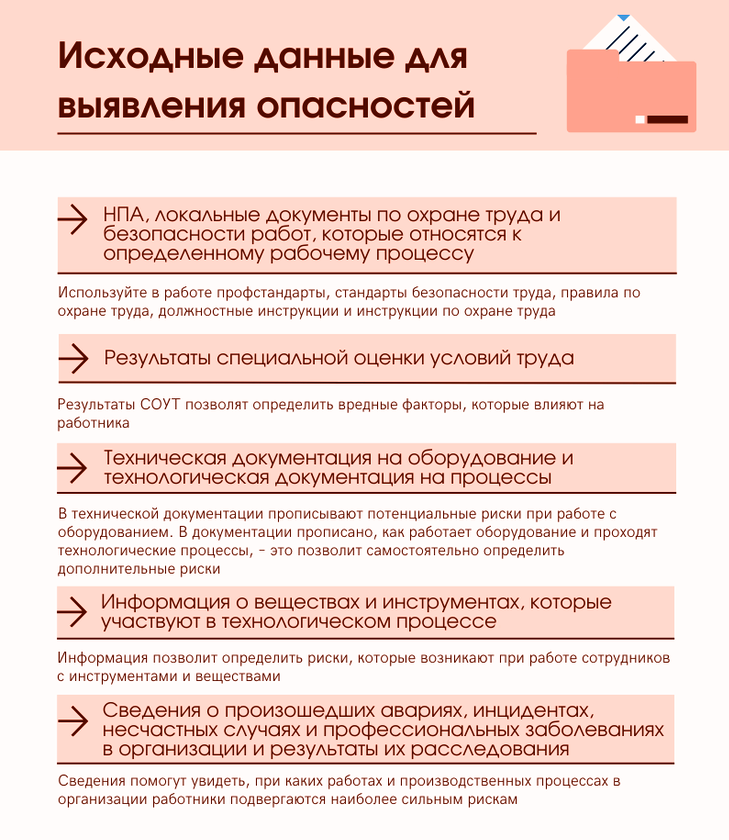 Исходные данные для
выявления опасностей
НПА, локальные документы по охране труда и
безопасности работ, которые относятся к
определенному рабочему процессу
Используйте в работе профстандарты, стандарты безопасности труда, правила по
охране труда, должностные инструкции и инструкции по охране труда
Результаты специальной оценки условий труда
Результаты СОУТ позволят определить вредные факторы, которые влияют на
работника
Техническая документация на оборудование и
технологическая документация на процессы
В технической документации прописывают потенциальные риски при работе с
оборудованием. В документации прописано, как работает оборудование и проходят
технологические процессы, – это позволит самостоятельно определить
дополнительные риски
Информация о веществах и инструментах, которые
участвуют в технологическом процессе
Информация позволит определить риски, которые возникают при работе сотрудников
с инструментами и веществами
Сведения о произошедших авариях, инцидентах,
несчастных случаях и профессиональных заболеваниях
в организации и результаты их расследования
Сведения помогут увидеть, при каких работах и производственных процессах в
организации работники подвергаются наиболее сильным рискам